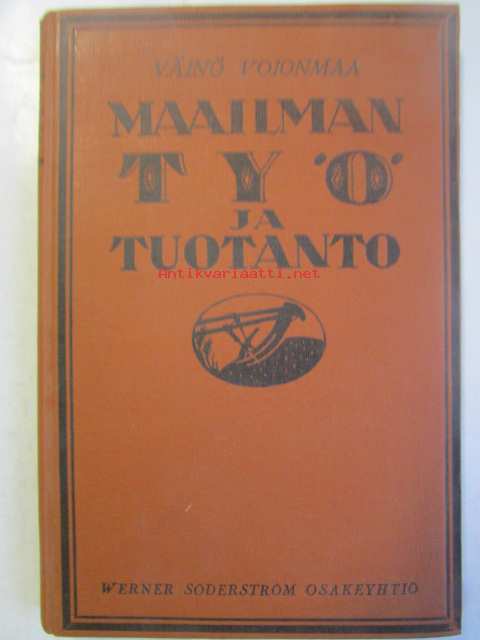 VÄINÖ VOIONMAA
MAAILMAN
TYÖ
JA
TUOTANTO
Antikvariaatti.net
WERNER SÖDERSTRÖM OSAKEYHTIÖ